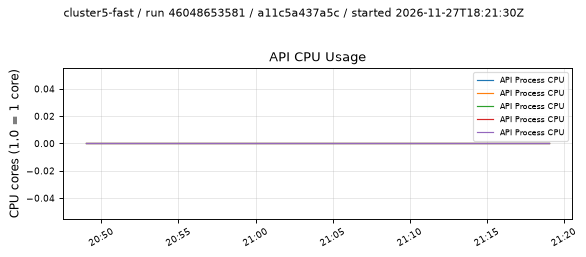 cluster5-fast / run 46048653581 / a11c5a437a5c / started 2026-11-27T18:21:30Z
API CPU Usage
CPU cores (1.0 = 1 core)
0.04
0.02
0.00
−0.02
−0.04
API Process CPU
API Process CPU
API Process CPU
API Process CPU
API Process CPU
20:50
20:55
21:00
21:05
21:10
21:15
21:20